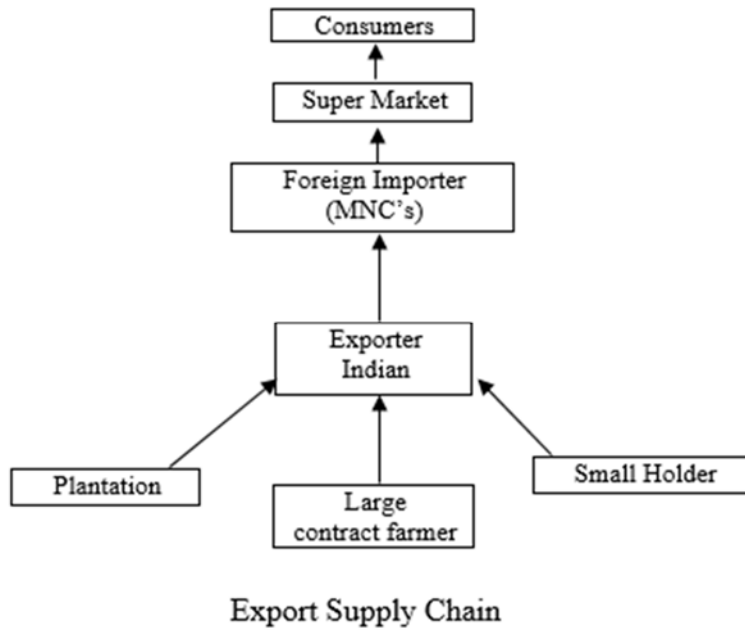 Consumers
Super Market
Foreign Importer
(MNC’s)
Exporter
Indian
Plantation
Large
contract farmer
Small Holder
Export Supply Chain